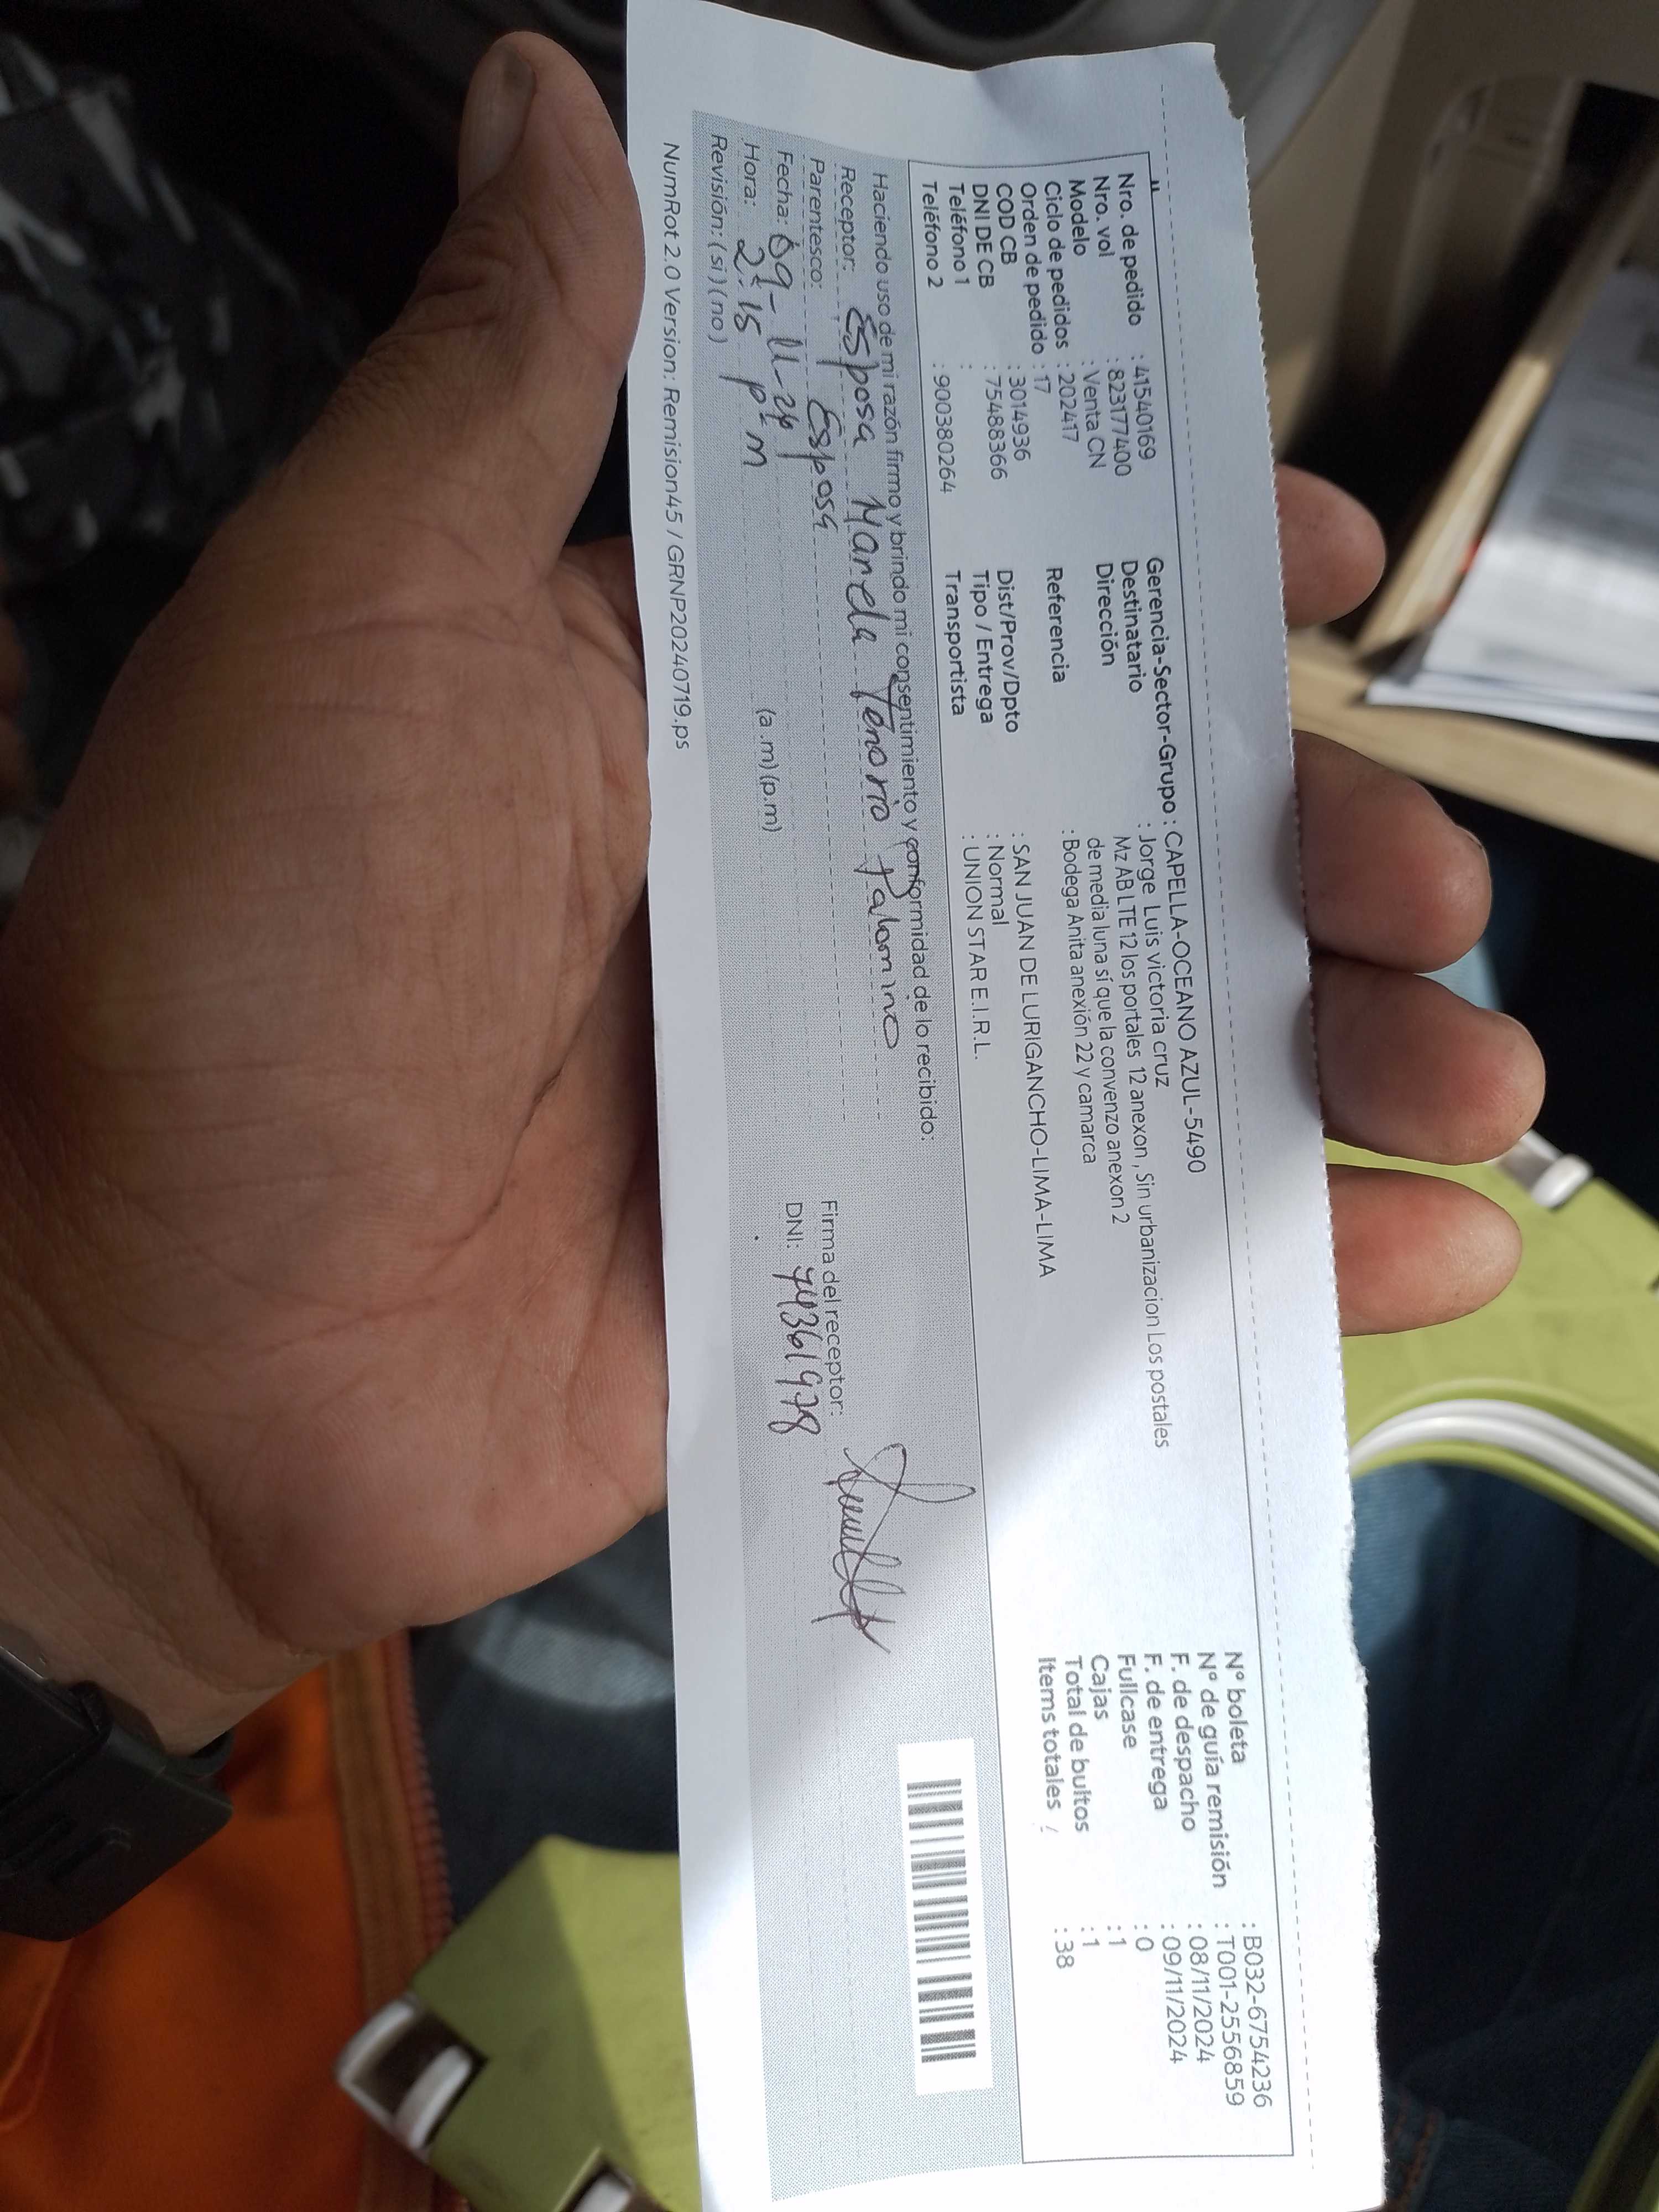 Nro. de pedido : 41540169
Nro. vol : 823177400
Modelo : Venta CN
Ciclo de pedidos : 202417
Orden de pedido : 17
COD CB : 3014936
DNI DE CB : 75488366
Teléfono 1 :
Teléfono 2 : 900380264
Gerencia-Sector-Grupo : CAPELLA-OCEANO AZUL-5490
Destinatario : Jorge Luis victoria cruz
Dirección Mz AB LTE 12 los portales 12 anexon , Sin urbanizacion Los postales
de media luna sí que la convenzo anexon 2
Referencia : Bodega Anita anexión 22 y camarca
Dist/Prov/Dpto : SAN JUAN DE LURIGANCHO-LIMA-LIMA
Tipo / Entrega : Normal
Transportista : UNION STAR E.I.R.L.
N° boleta : B032-6754236
N° de guía remisión : T001-2556859
F. de despacho : 08/11/2024
F. de entrega : 09/11/2024
Fullcase : 0
Cajas : 1
Total de bultos : 1
Items totales / : 38
Haciendo uso de mi razón firmo y brindo mi consentimiento y conformidad de lo recibido:
Receptor: Esposa Mariela Tenorio Palomino
Parentesco: Esposa
Fecha: 09-11-24
Hora: 2:15 pm (a.m)(p.m)
Revisión: (si) (no)
Firma del receptor:
DNI: 74361978
NumRot 2.0 Version: Remision45 / GRNP20240719.ps